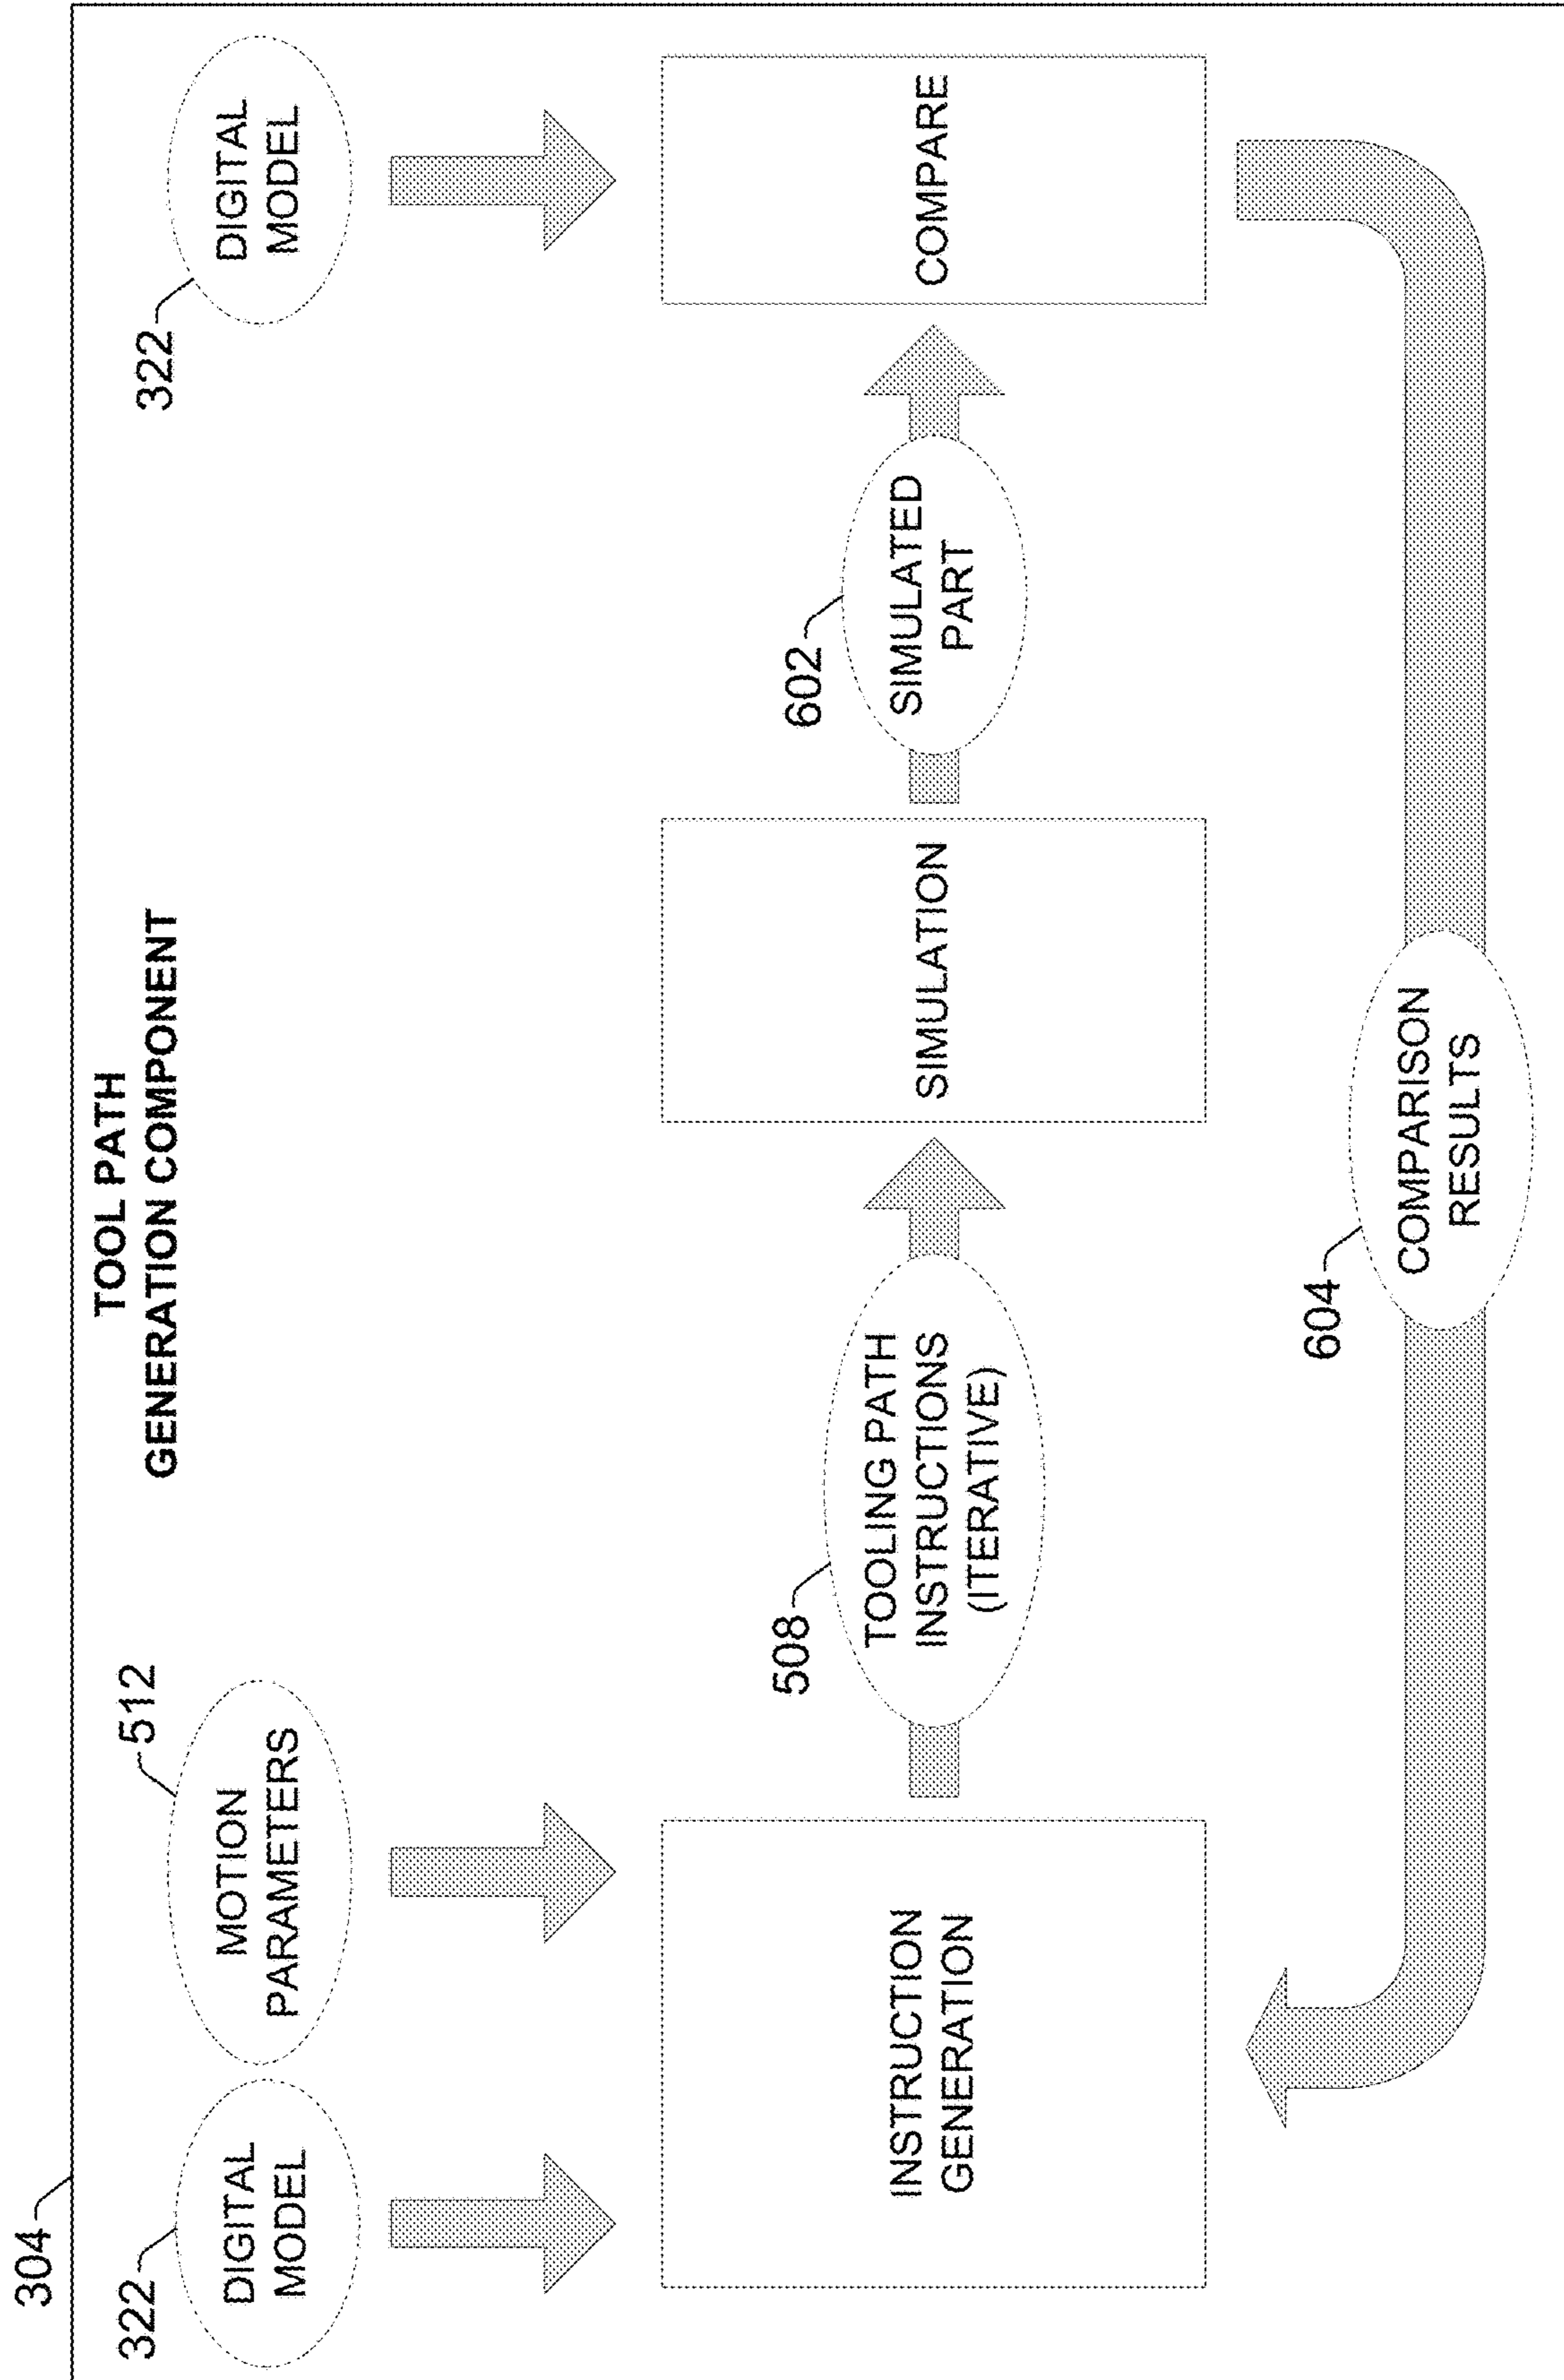 304
TOOL PATH
GENERATION COMPONENT
322
DIGITAL
MODEL
MOTION
PARAMETERS
512
322
DIGITAL
MODEL
INSTRUCTION
GENERATION
508
TOOLING PATH
INSTRUCTIONS
(ITERATIVE)
SIMULATION
602
SIMULATED
PART
COMPARE
604
COMPARISON
RESULTS